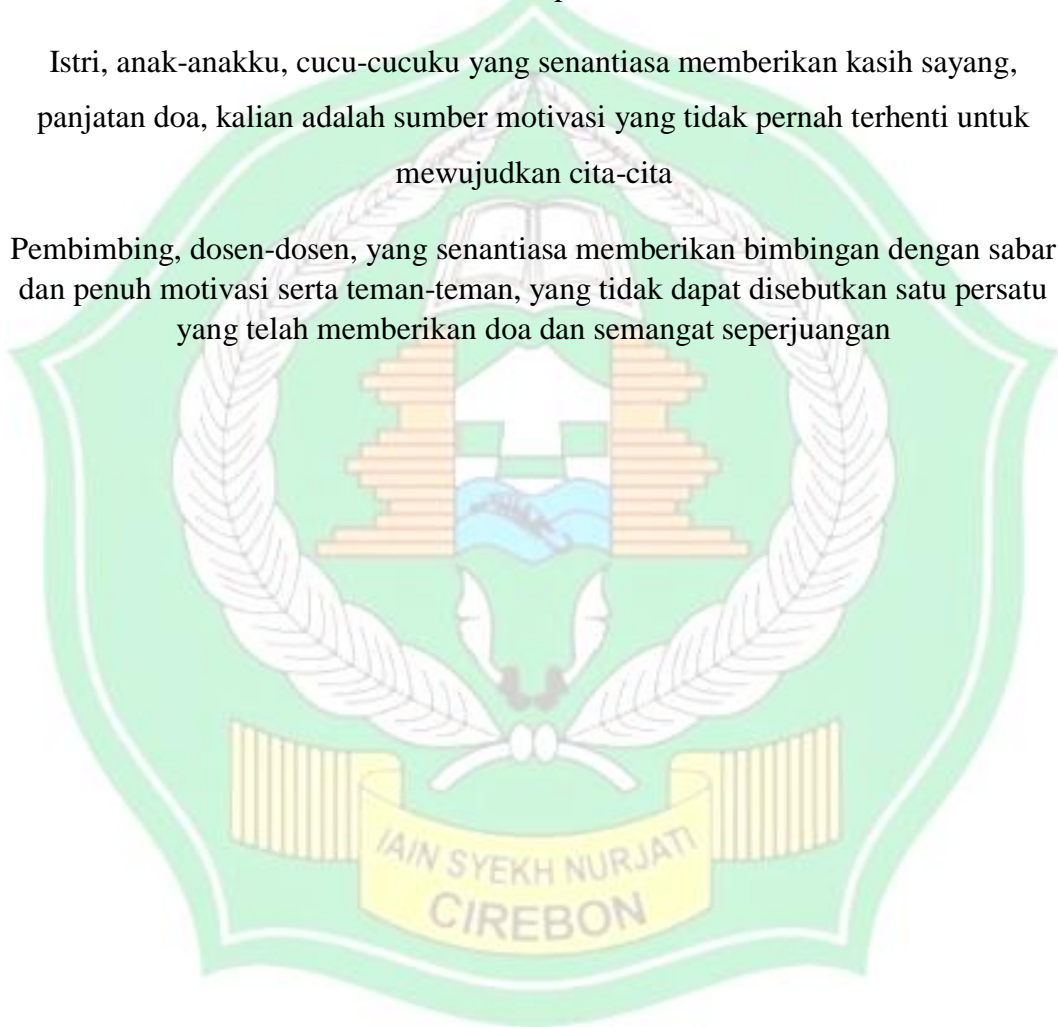 Istri, anak-anakku, cucu-cucuku yang senantiasa memberikan kasih sayang,
panjatan doa, kalian adalah sumber motivasi yang tidak pernah terhenti untuk
mewujudkan cita-cita
Pembimbing, dosen-dosen, yang senantiasa memberikan bimbingan dengan sabar
dan penuh motivasi serta teman-teman, yang tidak dapat disebutkan satu persatu
yang telah memberikan doa dan semangat seperjuangan
IAIN SYEKH NURJATI
CIREBON